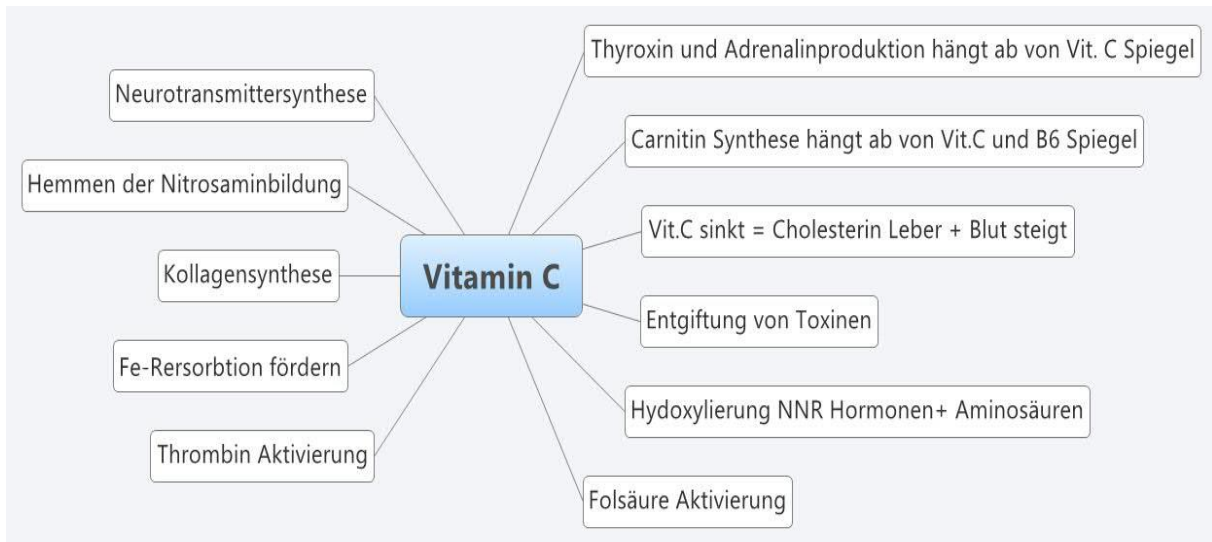 Thyroxin und Adrenalinproduktion hängt ab von Vit. C Spiegel
Neurotransmittersynthese
Carnitin Synthese hängt ab von Vit.C und B6 Spiegel
Hemmen der Nitrosaminbildung
Vit.C sinkt = Cholesterin Leber + Blut steigt
Kollagensynthese
Vitamin C
Entgiftung von Toxinen
Fe-Rersorbtion fördern
Hydoxylierung NNR Hormonen+ Aminosäuren
Thrombin Aktivierung
Folsäure Aktivierung